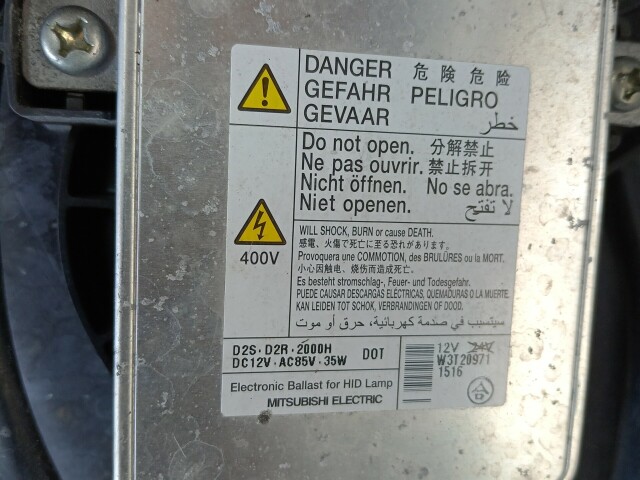 DANGER 危険 危险
GEFAHR PELIGRO
GEVAAR خطر
Do not open. 分解禁止
Ne pas ouvrir. 禁止拆开
Nicht öffnen. No se abra.
Niet openen. لا تفتح
400V
WILL SHOCK, BURN or cause DEATH.
感電、火傷で死亡に至る恐れがあります。
Provoquera une COMMOTION, des BRULÛRES ou la MORT.
小心因触电、烧伤而造成死亡。
Es besteht stromschlag-, Feuer- und Todesgefahr.
PUEDE CAUSAR DESCARGAS ELÉCTRICAS, QUEMADURAS O LA MUERTE.
KAN LEIDEN TOT SCHOK, VERBRANDINGEN OF DOOD.
سيتسبب في صدمة كهربائية، حرق أو موت
D2S・D2R・2000H
DC12V・AC85V・35W DOT
12V 24V
W3T20971
1516
Electronic Ballast for HID Lamp
MITSUBISHI ELECTRIC
合